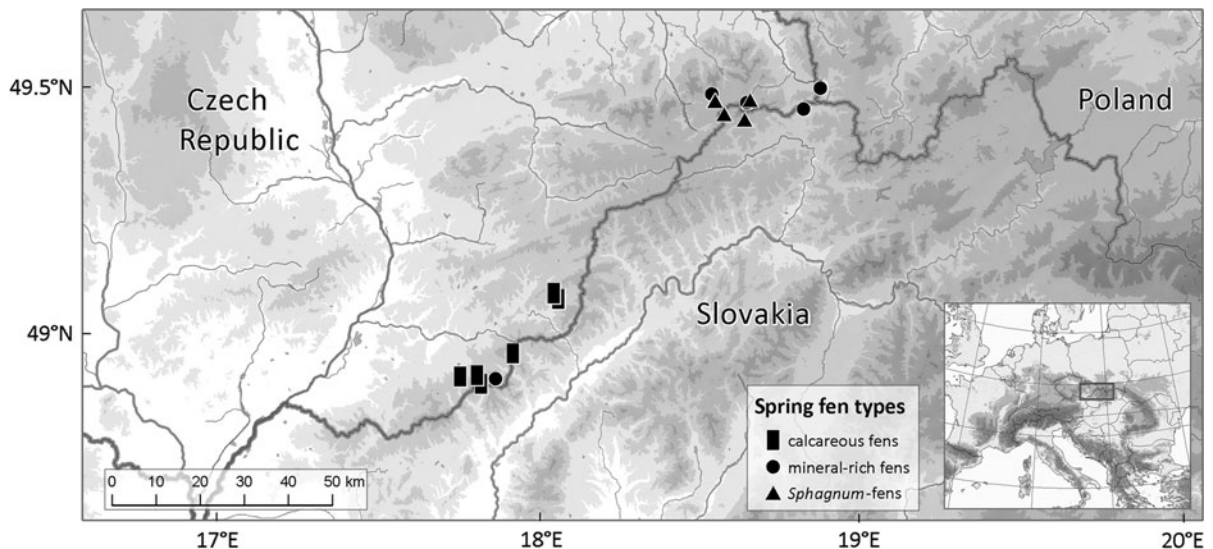 49.5°N
Czech
Republic
Poland
49°N
Slovakia
Spring fen types
calcareous fens
mineral-rich fens
Sphagnum-fens
0 10 20 30 40 50 km
17°E 18°E 19°E 20°E